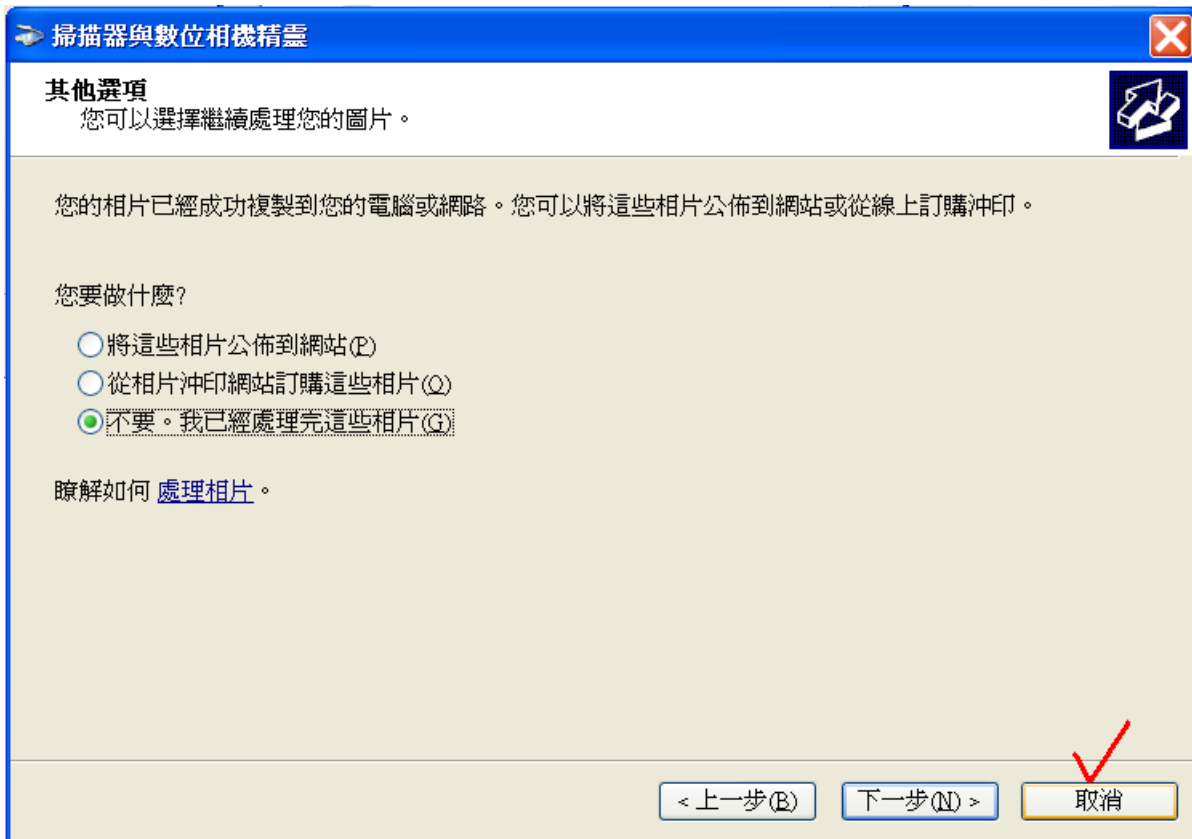 掃描器與數位相機精靈
其他選項
您可以選擇繼續處理您的圖片。
您的相片已經成功複製到您的電腦或網路。您可以將這些相片公佈到網站或從線上訂購沖印。
您要做什麼?
將這些相片公佈到網站(P)
從相片沖印網站訂購這些相片(O)
不要。我已經處理完這些相片(G)
瞭解如何 處理相片。
< 上一步(B) 下一步(N) > 取消